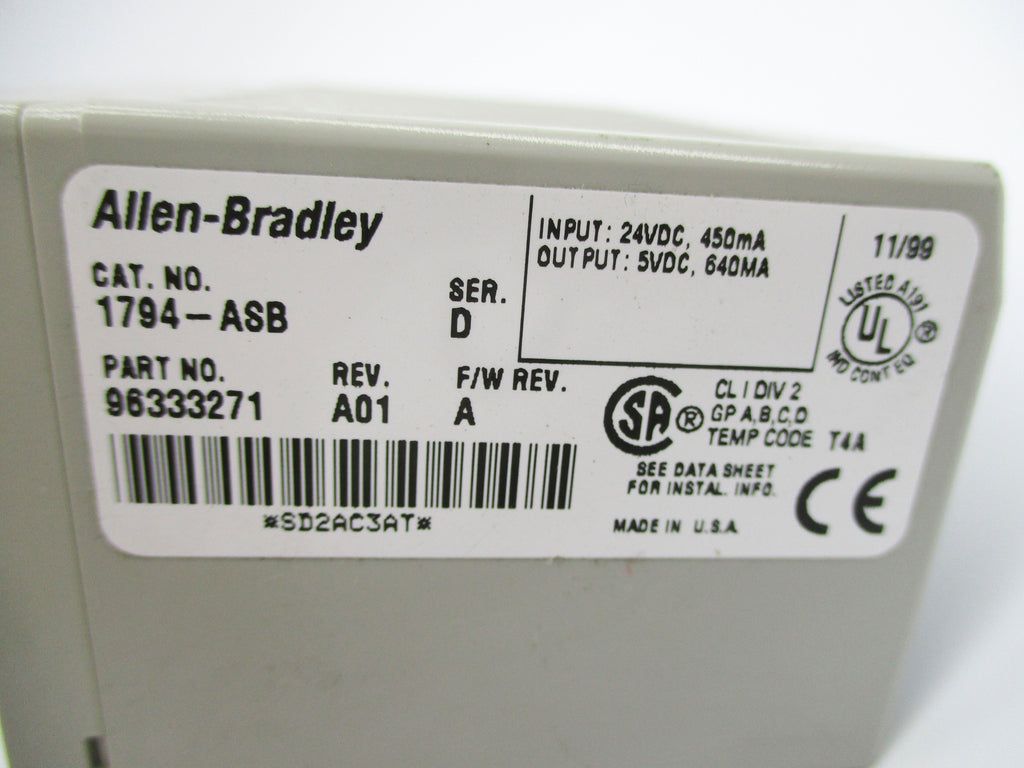 Allen-Bradley
CAT. NO.
1794-ASB
SER.
D
PART NO.
96333271
REV.
A01
F/W REV.
A
*SD2AC3AT*
INPUT: 24VDC, 450mA
OUTPUT: 5VDC, 640MA
11/99
LISTED A191
UL ®
IND CONT EQ
SA ®
CL I DIV 2
GP A,B,C,D
TEMP CODE T4A
SEE DATA SHEET
FOR INSTAL. INFO.
MADE IN U.S.A.
CE